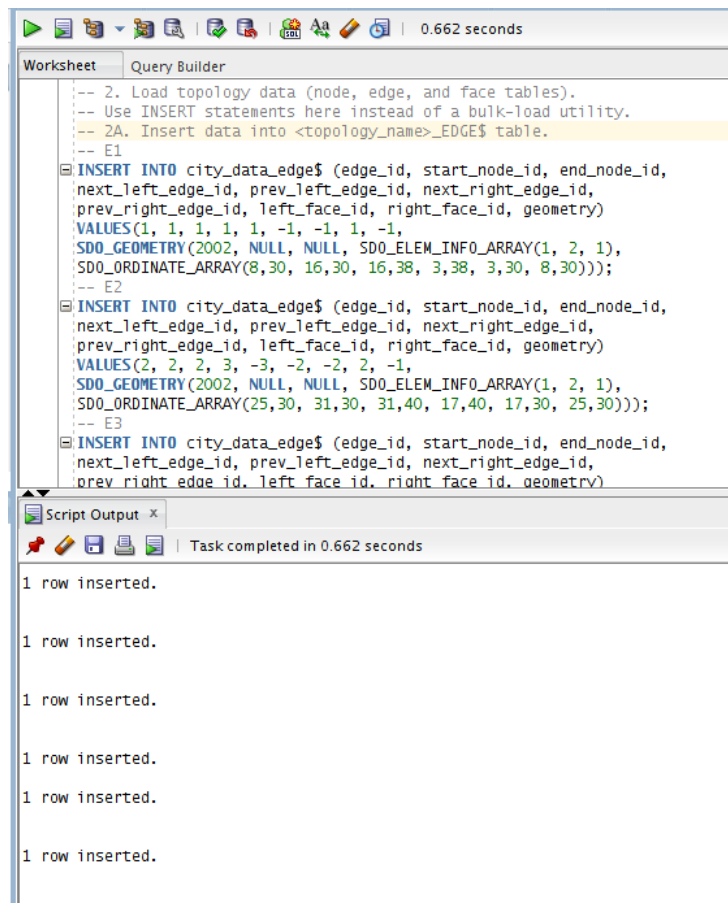 0.662 seconds
Worksheet Query Builder
-- 2. Load topology data (node, edge, and face tables).
-- Use INSERT statements here instead of a bulk-load utility.
-- 2A. Insert data into <topology_name>_EDGE$ table.
-- E1
INSERT INTO city_data_edge$ (edge_id, start_node_id, end_node_id,
next_left_edge_id, prev_left_edge_id, next_right_edge_id,
prev_right_edge_id, left_face_id, right_face_id, geometry)
VALUES(1, 1, 1, 1, 1, -1, -1, 1, -1,
SDO_GEOMETRY(2002, NULL, NULL, SDO_ELEM_INFO_ARRAY(1, 2, 1),
SDO_ORDINATE_ARRAY(8,30, 16,30, 16,38, 3,38, 3,30, 8,30)));
-- E2
INSERT INTO city_data_edge$ (edge_id, start_node_id, end_node_id,
next_left_edge_id, prev_left_edge_id, next_right_edge_id,
prev_right_edge_id, left_face_id, right_face_id, geometry)
VALUES(2, 2, 2, 3, -3, -2, -2, 2, -1,
SDO_GEOMETRY(2002, NULL, NULL, SDO_ELEM_INFO_ARRAY(1, 2, 1),
SDO_ORDINATE_ARRAY(25,30, 31,30, 31,40, 17,40, 17,30, 25,30)));
-- E3
INSERT INTO city_data_edge$ (edge_id, start_node_id, end_node_id,
next_left_edge_id, prev_left_edge_id, next_right_edge_id,
prev_right_edge_id, left_face_id, right_face_id, geometry)
Script Output x
Task completed in 0.662 seconds
1 row inserted.
1 row inserted.
1 row inserted.
1 row inserted.
1 row inserted.
1 row inserted.